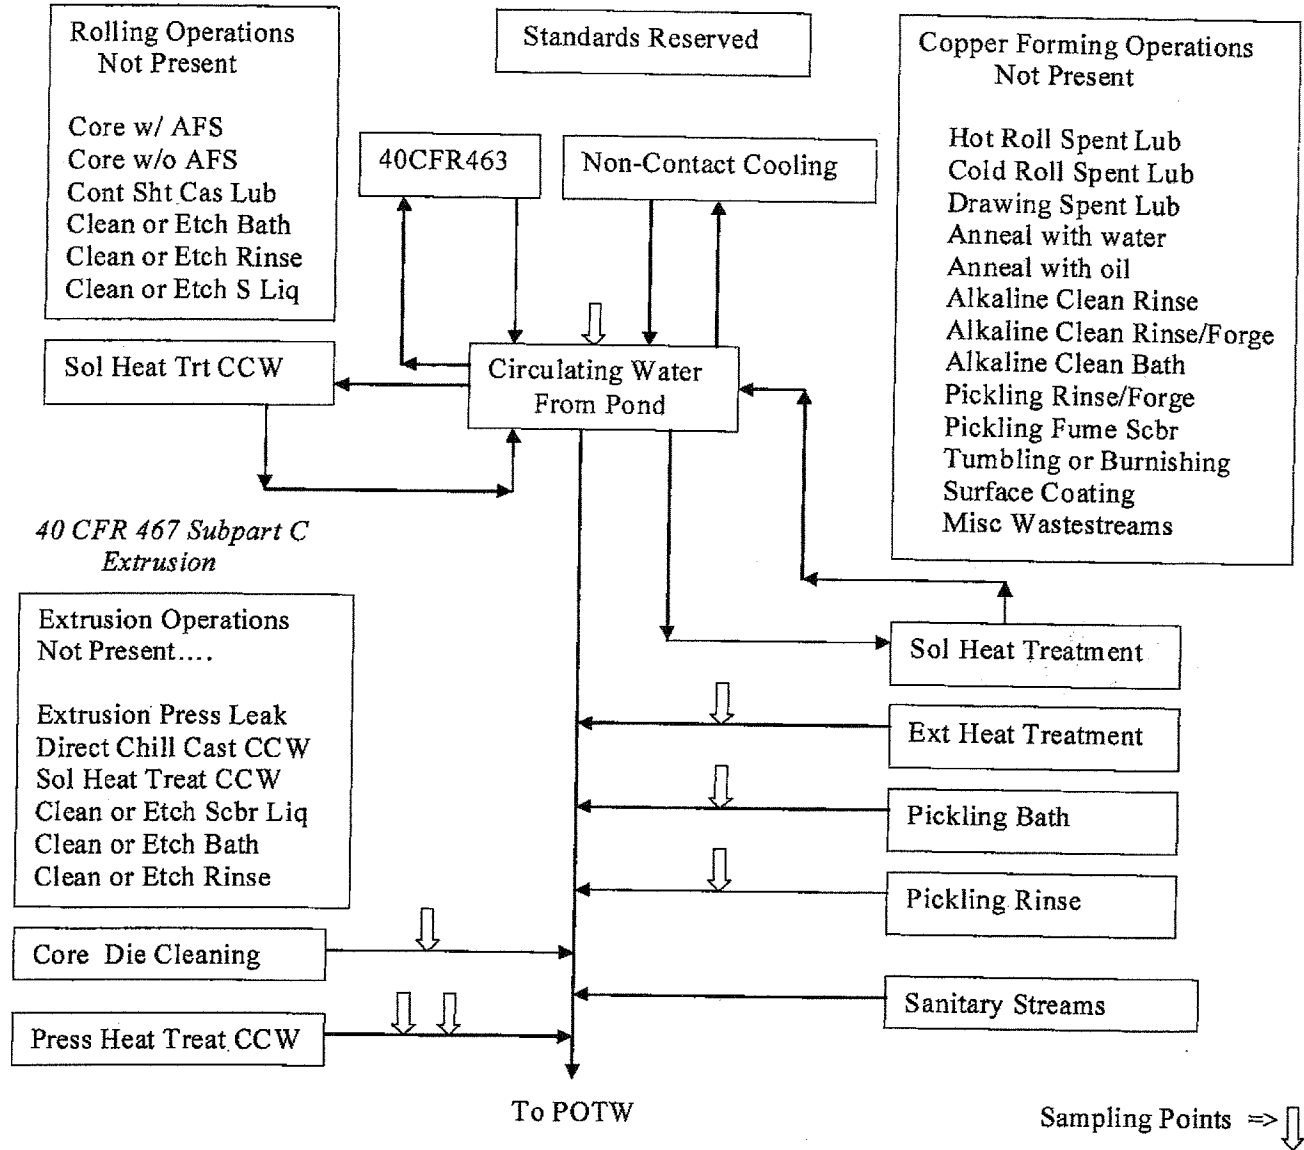 Rolling Operations
Not Present
Core w/ AFS
Core w/o AFS
Cont Sht Cas Lub
Clean or Etch Bath
Clean or Etch Rinse
Clean or Etch S Liq
Standards Reserved
40CFR463
Non-Contact Cooling
Copper Forming Operations
Not Present
Hot Roll Spent Lub
Cold Roll Spent Lub
Drawing Spent Lub
Anneal with water
Anneal with oil
Alkaline Clean Rinse
Alkaline Clean Rinse/Forge
Alkaline Clean Bath
Pickling Rinse/Forge
Pickling Fume Scbr
Tumbling or Burnishing
Surface Coating
Misc Wastestreams
Sol Heat Trt CCW
Circulating Water
From Pond
40 CFR 467 Subpart C
Extrusion
Extrusion Operations
Not Present....
Extrusion Press Leak
Direct Chill Cast CCW
Sol Heat Treat CCW
Clean or Etch Scbr Liq
Clean or Etch Bath
Clean or Etch Rinse
Sol Heat Treatment
Ext Heat Treatment
Pickling Bath
Pickling Rinse
Core Die Cleaning
Sanitary Streams
Press Heat Treat CCW
To POTW
Sampling Points =>